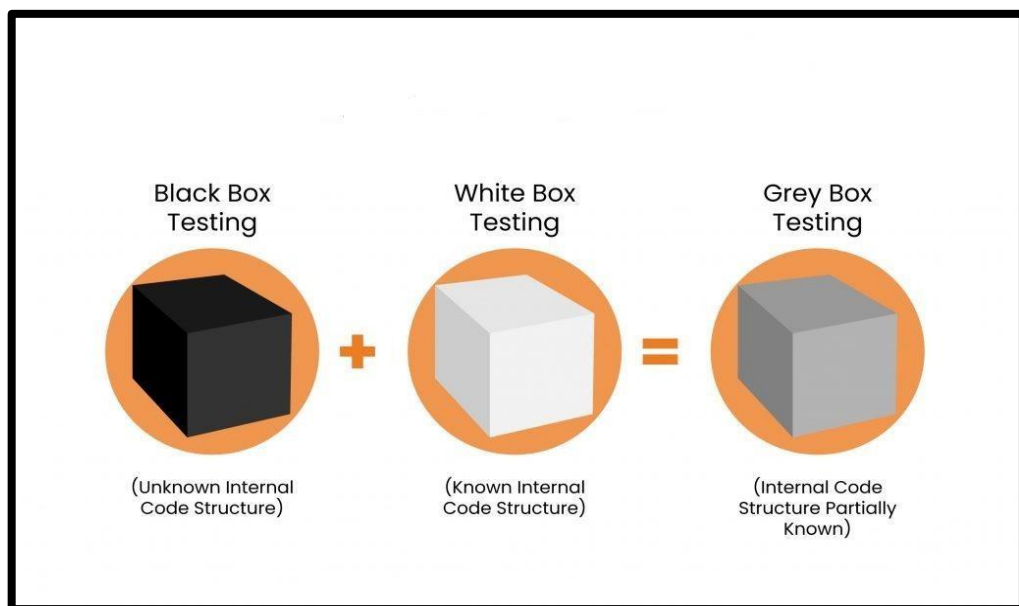 Black Box
Testing
White Box
Testing
Grey Box
Testing
(Unknown Internal
Code Structure)
(Known Internal
Code Structure)
(Internal Code
Structure Partially
Known)